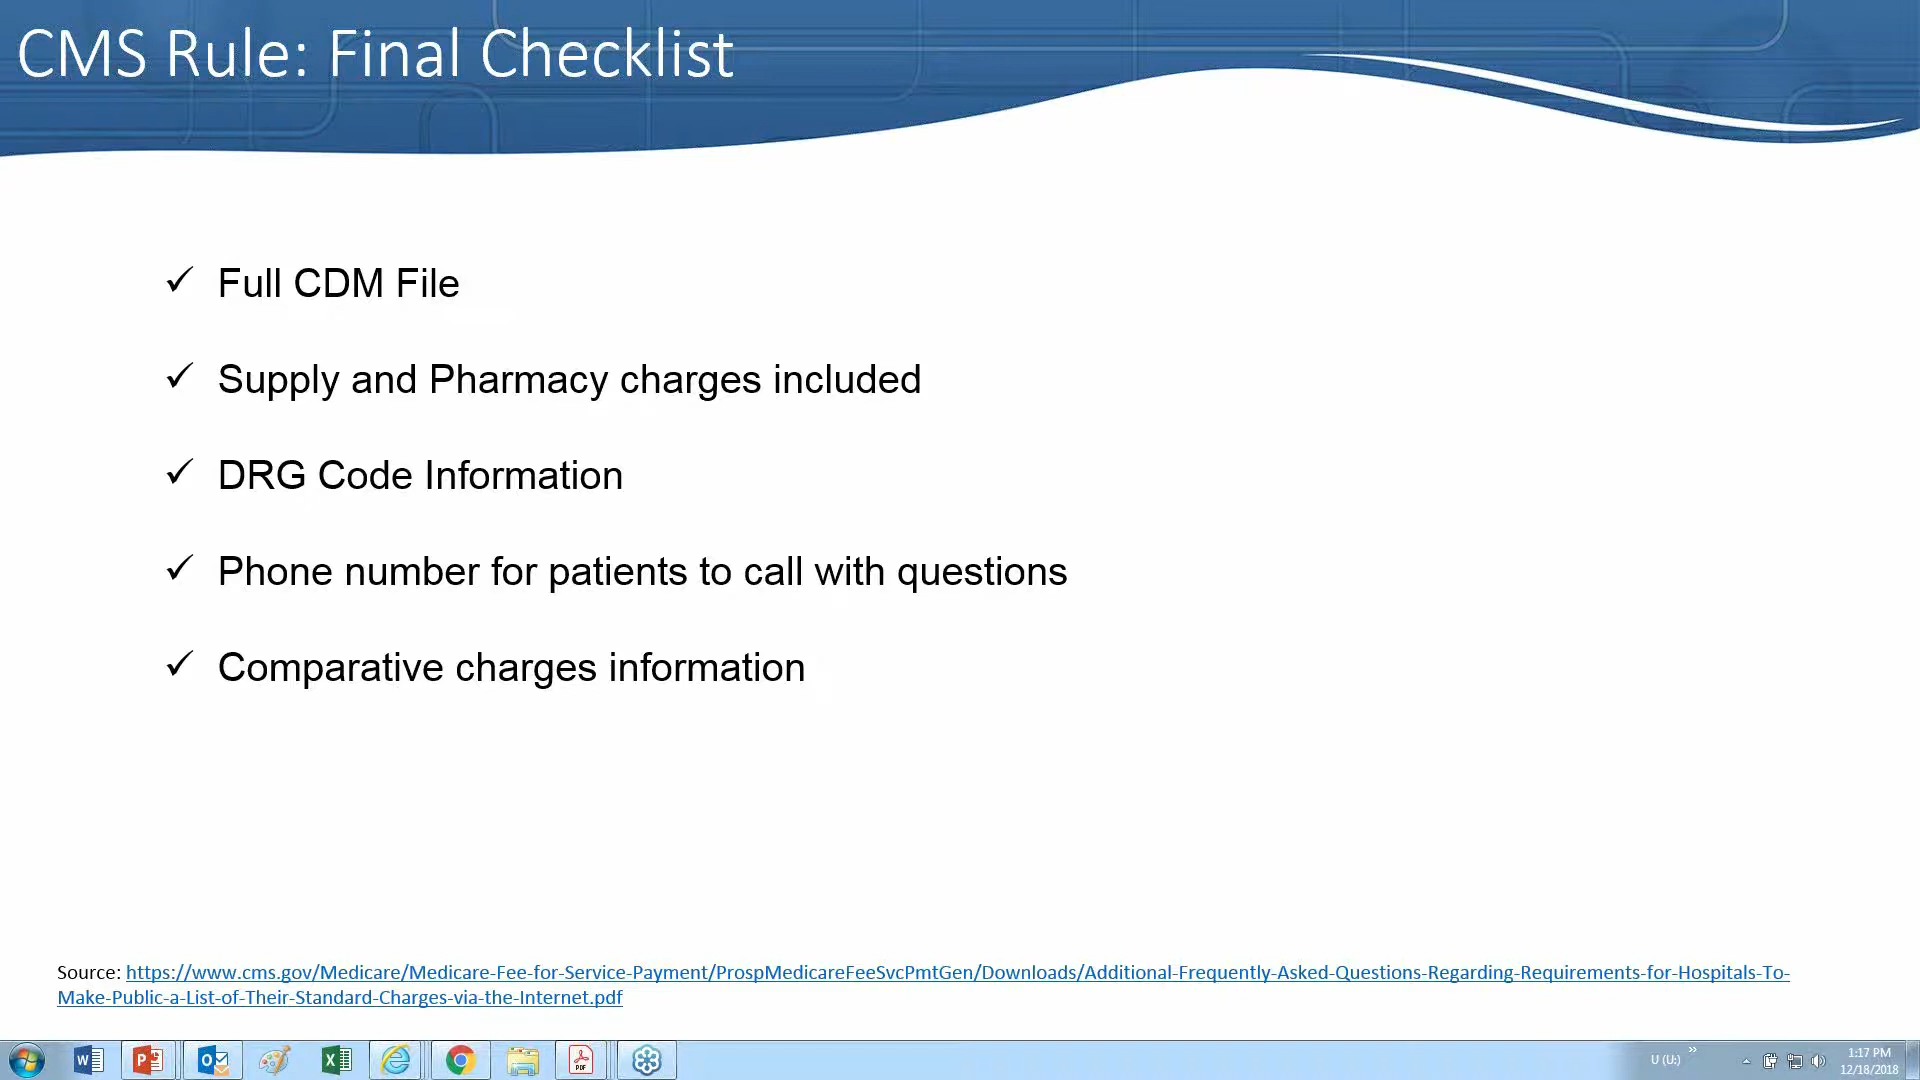 CMS Rule: Final Checklist
✓ Full CDM File
✓ Supply and Pharmacy charges included
✓ DRG Code Information
✓ Phone number for patients to call with questions
✓ Comparative charges information
Source: https://www.cms.gov/Medicare/Medicare-Fee-for-Service-Payment/ProspMedicareFeeSvcPmtGen/Downloads/Additional-Frequently-Asked-Questions-Regarding-Requirements-for-Hospitals-To-
Make-Public-a-List-of-Their-Standard-Charges-via-the-Internet.pdf
U (U:) »
1:17 PM
12/18/2018